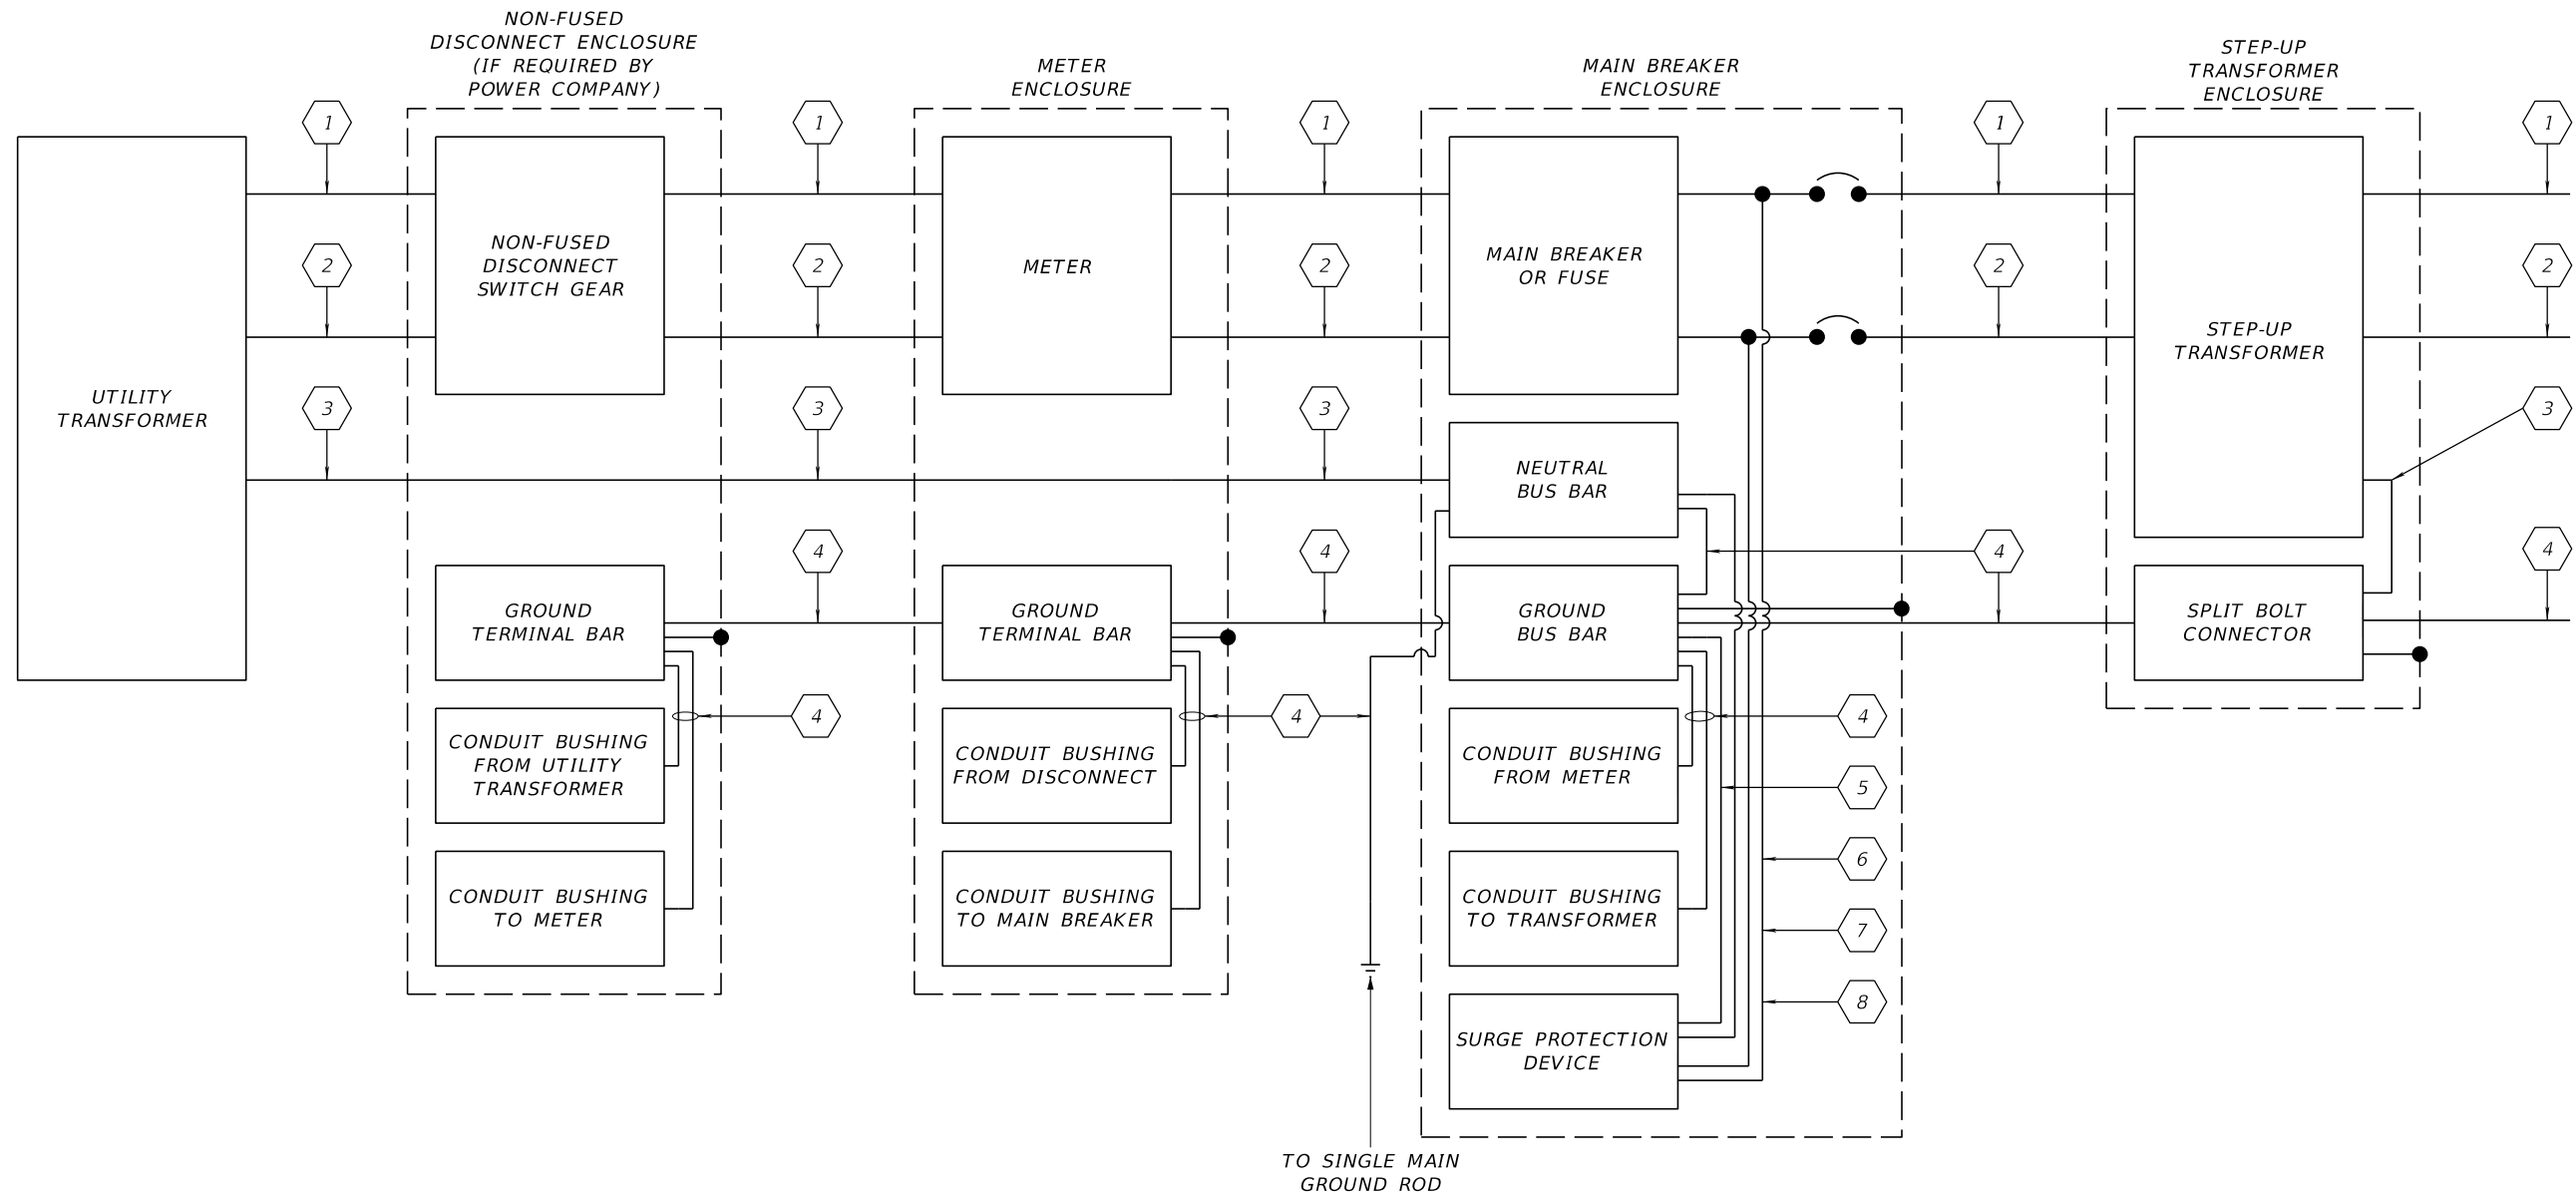 NON-FUSED
DISCONNECT ENCLOSURE
(IF REQUIRED BY
POWER COMPANY)
METER
ENCLOSURE
MAIN BREAKER
ENCLOSURE
STEP-UP
TRANSFORMER
ENCLOSURE
1
1
1
1
1
2
2
2
2
2
3
3
3
3
4
4
4
4
4
4
4
5
6
7
8
UTILITY
TRANSFORMER
NON-FUSED
DISCONNECT
SWITCH GEAR
GROUND
TERMINAL BAR
CONDUIT BUSHING
FROM UTILITY
TRANSFORMER
CONDUIT BUSHING
TO METER
METER
GROUND
TERMINAL BAR
CONDUIT BUSHING
FROM DISCONNECT
CONDUIT BUSHING
TO MAIN BREAKER
MAIN BREAKER
OR FUSE
NEUTRAL
BUS BAR
GROUND
BUS BAR
CONDUIT BUSHING
FROM METER
CONDUIT BUSHING
TO TRANSFORMER
SURGE PROTECTION
DEVICE
STEP-UP
TRANSFORMER
SPLIT BOLT
CONNECTOR
TO SINGLE MAIN
GROUND ROD